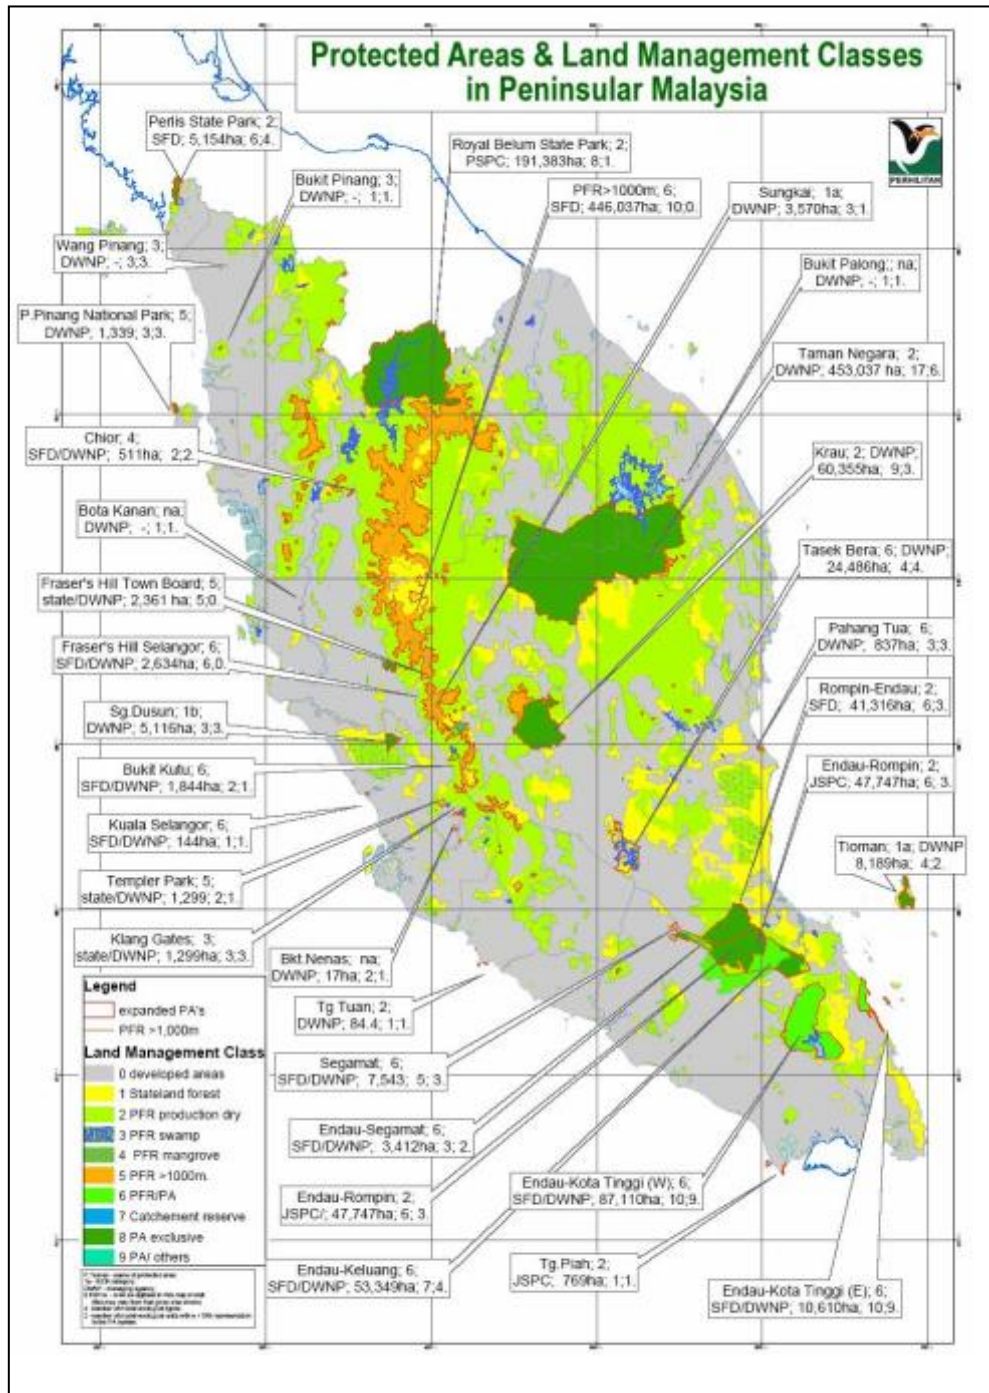 Protected Areas & Land Management Classes
in Peninsular Malaysia
PERHILITAN
Perlis State Park; 2;
SFD; 5,154ha; 6;4.
Royal Belum State Park; 2;
PSPC; 191,383ha; 8;1.
Bukit Pinang; 3;
DWNP; -; 1;1.
PFR>1000m; 6;
SFD; 446,037ha; 10;0.
Sungkai; 1a;
DWNP; 3,570ha; 3;1.
Wang Pinang; 3;
DWNP; -; 3;3.
Bukit Palong;; na;
DWNP; -; 1;1.
P.Pinang National Park; 5;
DWNP; 1,339; 3;3.
Taman Negara; 2;
DWNP; 453,037 ha; 17;6.
Chior; 4;
SFD/DWNP; 511ha; 2;2.
Krau; 2; DWNP;
60,355ha; 9;3.
Bota Kanan; na;
DWNP; -; 1;1.
Tasek Bera; 6; DWNP;
24,486ha; 4;4.
Fraser's Hill Town Board; 5;
state/DWNP; 2,361 ha; 5;0.
Pahang Tua; 6;
DWNP; 837ha; 3;3.
Fraser's Hill Selangor; 6;
SFD/DWNP; 2,634ha; 6,0.
Rompin-Endau; 2;
SFD; 41,316ha; 6;3.
Sg.Dusun; 1b;
DWNP; 5,116ha; 3;3.
Endau-Rompin; 2;
JSPC; 47,747ha; 6; 3.
Bukit Kutu; 6;
SFD/DWNP; 1,844ha; 2;1.
Kuala Selangor; 6;
SFD/DWNP; 144ha; 1;1.
Tioman; 1a; DWNP
8,189ha; 4;2.
Templer Park; 5;
state/DWNP; 1,299; 2;1.
Klang Gates; 3;
state/DWNP; 1,299ha; 3;3.
Bkt.Nenas; na;
DWNP; 17ha; 2;1.
Tg Tuan; 2;
DWNP; 84.4; 1;1.
Segamat; 6;
SFD/DWNP; 7,543; 5; 3.
Endau-Segamat; 6;
SFD/DWNP; 3,412ha; 3; 2.
Endau-Rompin; 2;
JSPC/; 47,747ha; 6; 3.
Endau-Kota Tinggi (W); 6;
SFD/DWNP; 87,110ha; 10;9.
Endau-Keluang; 6;
SFD/DWNP; 53,349ha; 7;4.
Tg.Piah; 2;
JSPC; 769ha; 1;1.
Endau-Kota Tinggi (E); 6;
SFD/DWNP; 10,610ha; 10;9.
Legend
expanded PA's
PFR >1,000m
Land Management Class
0 developed areas
1 Stateland forest
2 PFR production dry
3 PFR swamp
4 PFR mangrove
5 PFR >1000m.
6 PFR/PA
7 Catchement reserve
8 PA exclusive
9 PA/ others